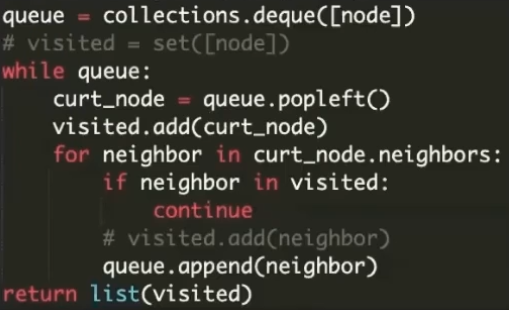 queue = collections.deque([node])
# visited = set([node])
while queue:
    curt_node = queue.popleft()
    visited.add(curt_node)
    for neighbor in curt_node.neighbors:
        if neighbor in visited:
            continue
        # visited.add(neighbor)
        queue.append(neighbor)
return list(visited)